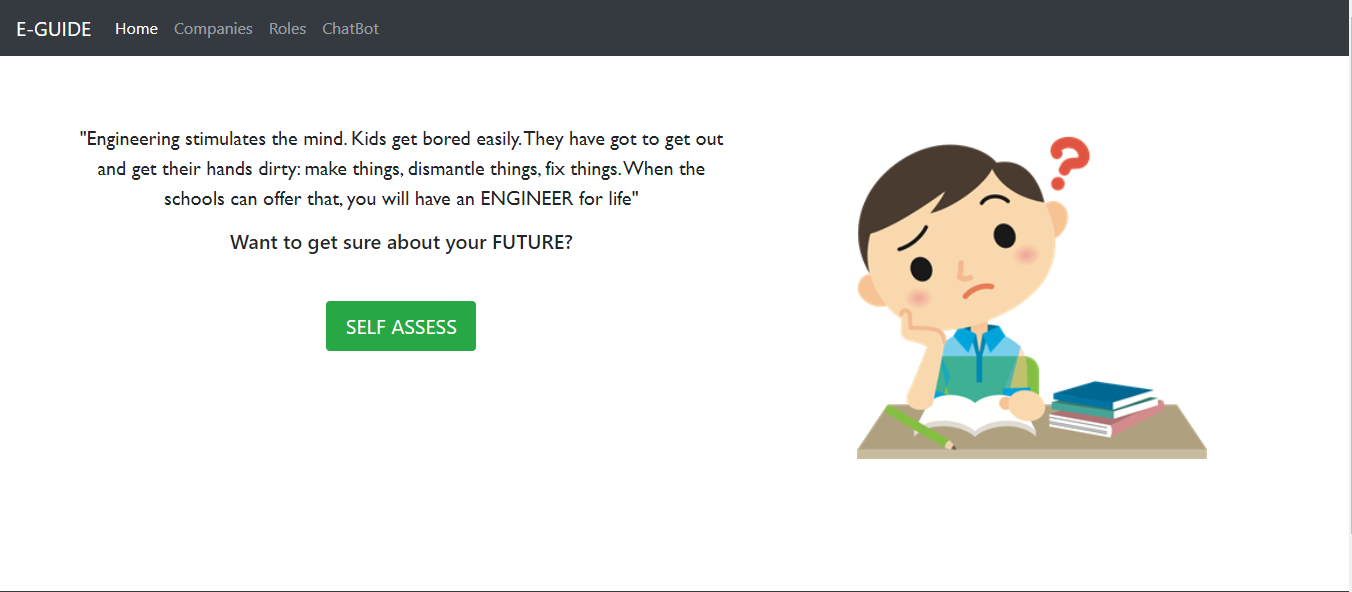 E-GUIDE Home Companies Roles ChatBot
"Engineering stimulates the mind. Kids get bored easily. They have got to get out
and get their hands dirty: make things, dismantle things, fix things. When the
schools can offer that, you will have an ENGINEER for life"
Want to get sure about your FUTURE?
SELF ASSESS
?